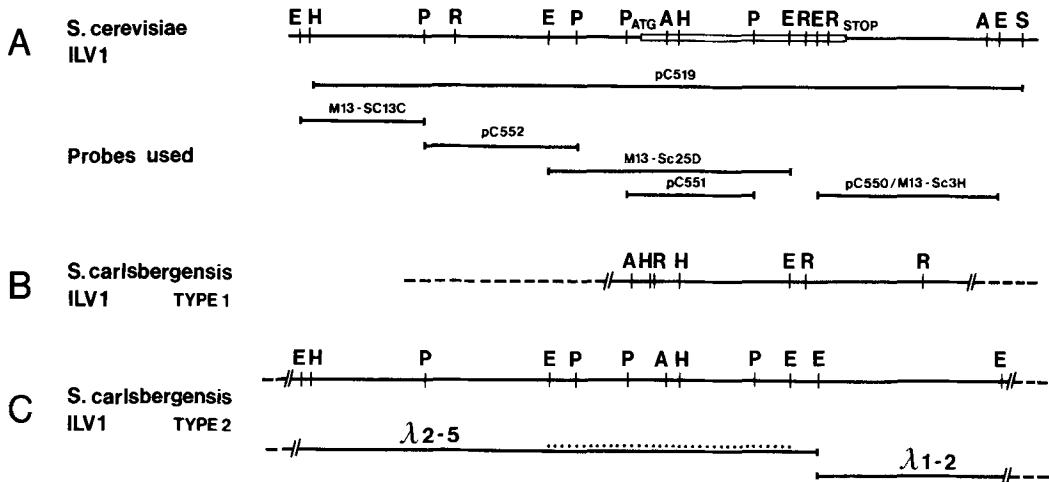 E H P R E P P ATG A H P E R E R STOP A E S
A S. cerevisiae
ILV1
pC519
M13-SC13C
pC552
Probes used
M13-Sc25D
pC551 pC550/M13-Sc3H
A H R H E R R
B S. carlsbergensis
ILV1 TYPE 1
E H P E P P A H P E E E
C S. carlsbergensis
ILV1 TYPE 2
λ2-5
λ1-2